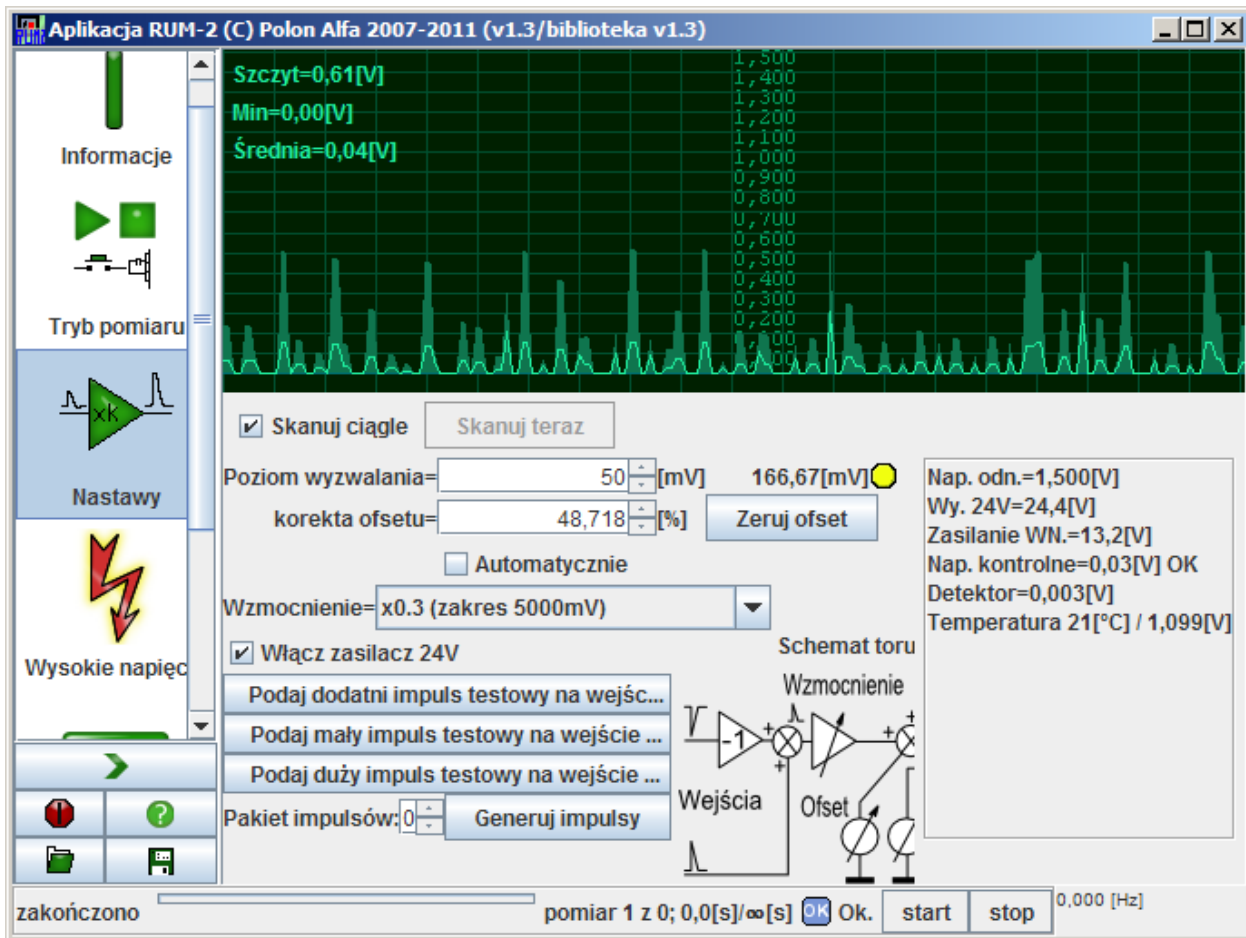 Aplikacja RUM-2 (C) Polon Alfa 2007-2011 (v1.3/biblioteka v1.3)
Informacje
Tryb pomiaru
xk
Nastawy
Wysokie napięc
Szczyt=0,61[V]
Min=0,00[V]
Średnia=0,04[V]
1,500
1,400
1,300
1,200
1,100
1,000
0,900
0,800
0,700
0,600
0,500
0,400
0,300
0,200
Skanuj ciągle
Skanuj teraz
Poziom wyzwalania= 50 [mV] 166,67[mV]
korekta ofsetu= 48,718 [%] Zeruj ofset
Automatycznie
Wzmocnienie= x0.3 (zakres 5000mV)
Włącz zasilacz 24V
Podaj dodatni impuls testowy na wejśc...
Podaj mały impuls testowy na wejście ...
Podaj duży impuls testowy na wejście ...
Pakiet impulsów: 0 Generuj impulsy
Schemat toru
Wzmocnienie
-1
Wejścia
Ofset
Nap. odn.=1,500[V]
Wy. 24V=24,4[V]
Zasilanie WN.=13,2[V]
Nap. kontrolne=0,03[V] OK
Detektor=0,003[V]
Temperatura 21[°C] / 1,099[V]
zakończono
pomiar 1 z 0; 0,0[s]/∞[s] OK Ok. start stop 0,000 [Hz]